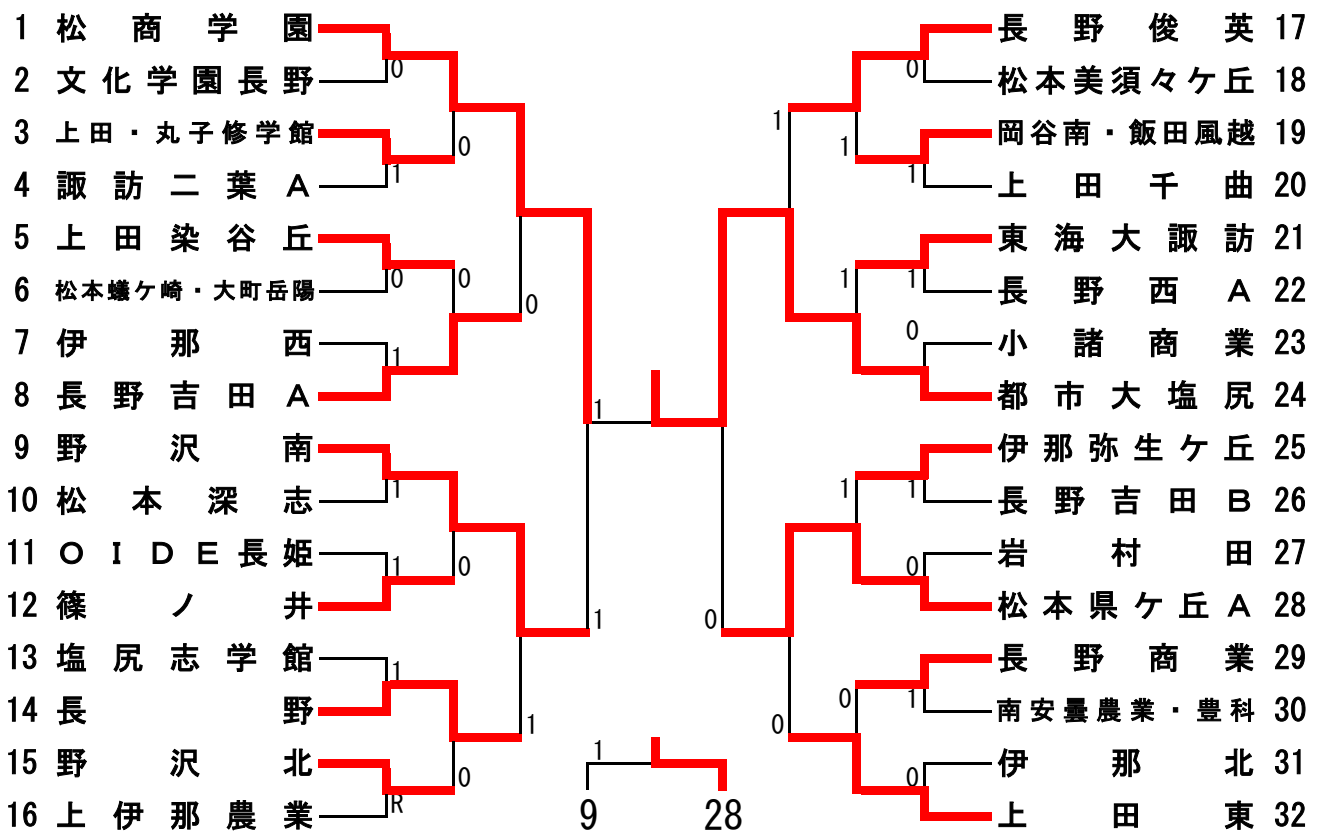 1 松商学園
2 文化学園長野
3 上田・丸子修学館
4 諏訪二葉A
5 上田染谷丘
6 松本蟻ケ崎・大町岳陽
7 伊那西
8 長野吉田A
9 野沢南
10 松本深志
11 OIDE長姫
12 篠ノ井
13 塩尻志学館
14 長野
15 野沢北
16 上伊那農業
0
1
0
1
1
1
1
R
0
0
0
0
0
1
1
1
1
9
28
0
1
0
1
1
1
0
1
0
1
1
0
0
1
0
長野俊英 17
松本美須々ケ丘 18
岡谷南・飯田風越 19
上田千曲 20
東海大諏訪 21
長野西A 22
小諸商業 23
都市大塩尻 24
伊那弥生ケ丘 25
長野吉田B 26
岩村田 27
松本県ケ丘A 28
長野商業 29
南安曇農業・豊科 30
伊那北 31
上田東 32